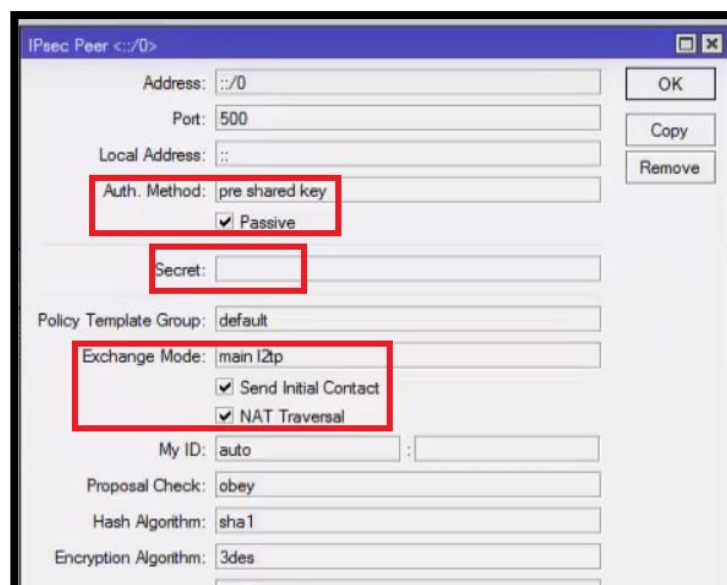 IPsec Peer <::/0>
Address: ::/0
OK
Port: 500
Copy
Local Address: ::
Remove
Auth. Method: pre shared key
Passive
Secret:
Policy Template Group: default
Exchange Mode: main l2tp
Send Initial Contact
NAT Traversal
My ID: auto :
Proposal Check: obey
Hash Algorithm: sha1
Encryption Algorithm: 3des